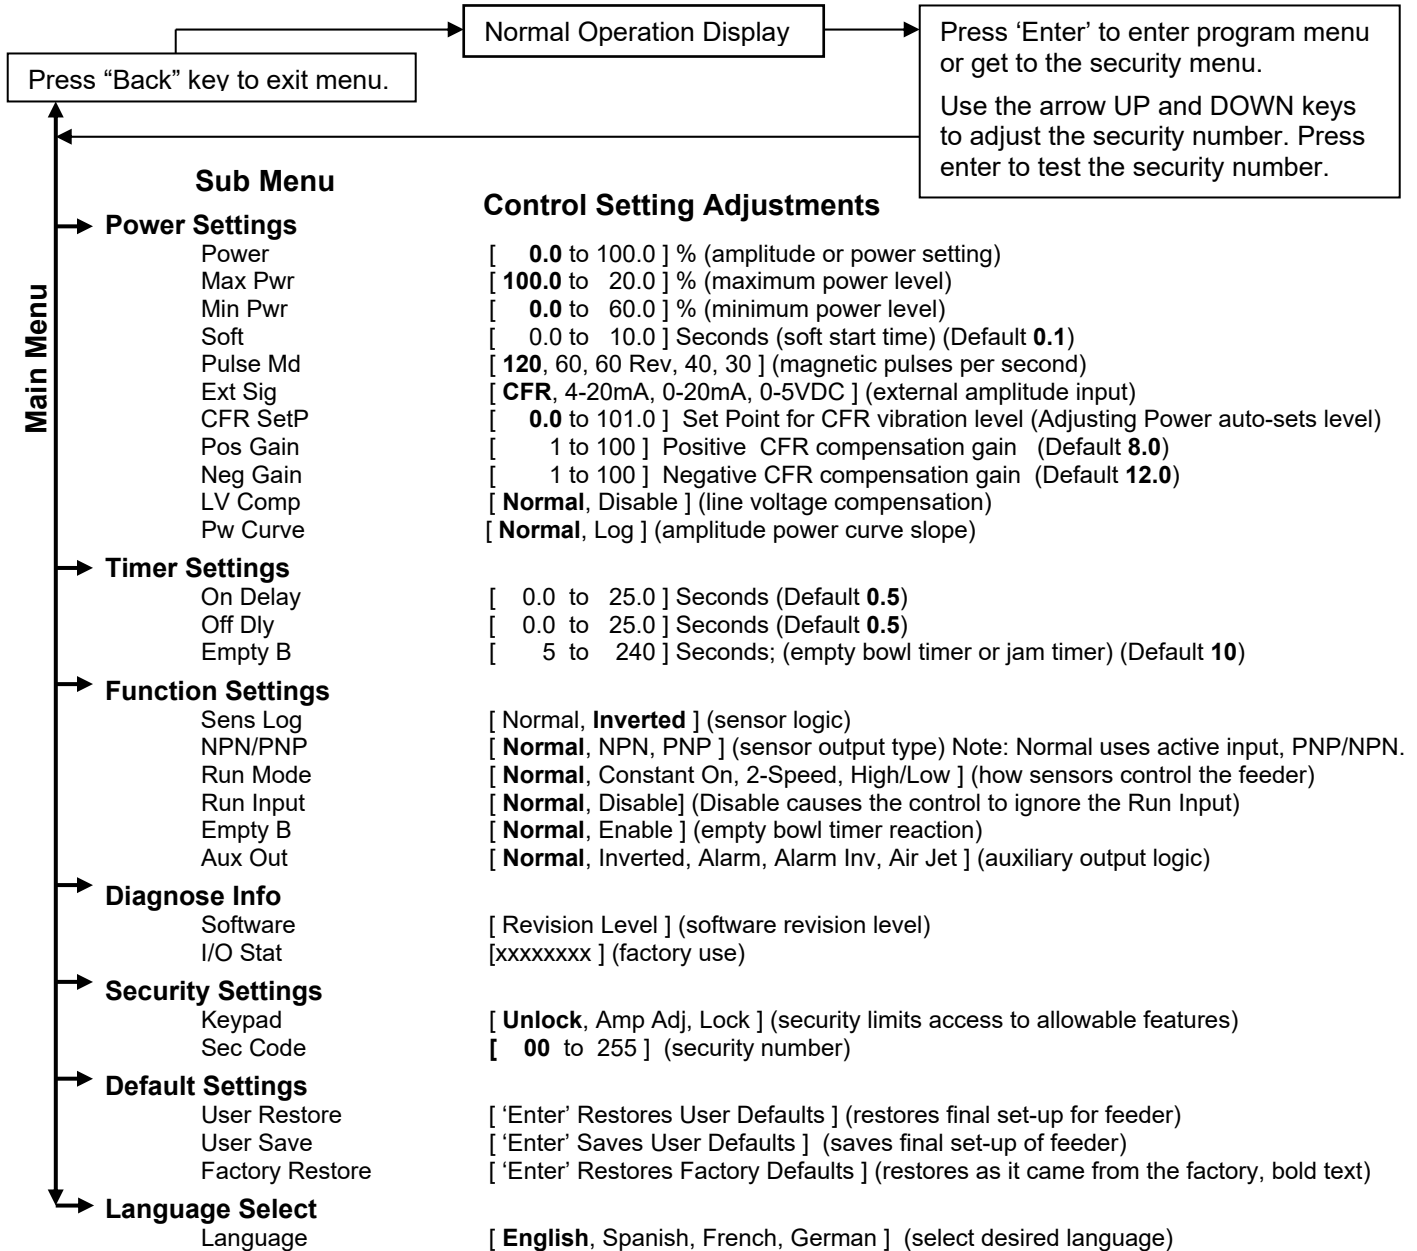 Normal Operation Display
Press ‘Enter’ to enter program menu
or get to the security menu.
Use the arrow UP and DOWN keys
to adjust the security number. Press
enter to test the security number.
Press “Back” key to exit menu.
Main Menu
Sub Menu
Control Setting Adjustments
Power Settings
Power [ 0.0 to 100.0 ] % (amplitude or power setting)
Max Pwr [ 100.0 to 20.0 ] % (maximum power level)
Min Pwr [ 0.0 to 60.0 ] % (minimum power level)
Soft [ 0.0 to 10.0 ] Seconds (soft start time) (Default 0.1)
Pulse Md [ 120, 60, 60 Rev, 40, 30 ] (magnetic pulses per second)
Ext Sig [ CFR, 4-20mA, 0-20mA, 0-5VDC ] (external amplitude input)
CFR SetP [ 0.0 to 101.0 ] Set Point for CFR vibration level (Adjusting Power auto-sets level)
Pos Gain [ 1 to 100 ] Positive CFR compensation gain (Default 8.0)
Neg Gain [ 1 to 100 ] Negative CFR compensation gain (Default 12.0)
LV Comp [ Normal, Disable ] (line voltage compensation)
Pw Curve [ Normal, Log ] (amplitude power curve slope)
Timer Settings
On Delay [ 0.0 to 25.0 ] Seconds (Default 0.5)
Off Dly [ 0.0 to 25.0 ] Seconds (Default 0.5)
Empty B [ 5 to 240 ] Seconds; (empty bowl timer or jam timer) (Default 10)
Function Settings
Sens Log [ Normal, Inverted ] (sensor logic)
NPN/PNP [ Normal, NPN, PNP ] (sensor output type) Note: Normal uses active input, PNP/NPN.
Run Mode [ Normal, Constant On, 2-Speed, High/Low ] (how sensors control the feeder)
Run Input [ Normal, Disable] (Disable causes the control to ignore the Run Input)
Empty B [ Normal, Enable ] (empty bowl timer reaction)
Aux Out [ Normal, Inverted, Alarm, Alarm Inv, Air Jet ] (auxiliary output logic)
Diagnose Info
Software [ Revision Level ] (software revision level)
I/O Stat [xxxxxxxx ] (factory use)
Security Settings
Keypad [ Unlock, Amp Adj, Lock ] (security limits access to allowable features)
Sec Code [ 00 to 255 ] (security number)
Default Settings
User Restore [ ‘Enter’ Restores User Defaults ] (restores final set-up for feeder)
User Save [ ‘Enter’ Saves User Defaults ] (saves final set-up of feeder)
Factory Restore [ ‘Enter’ Restores Factory Defaults ] (restores as it came from the factory, bold text)
Language Select
Language [ English, Spanish, French, German ] (select desired language)